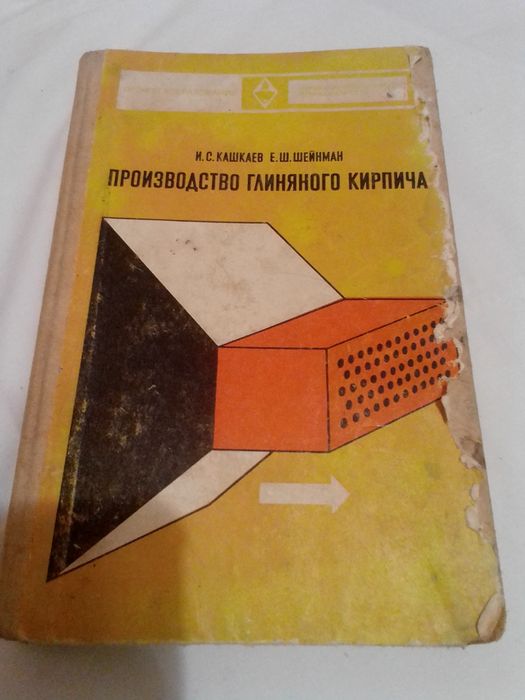 И.С.КАШКАЕВ Е.Ш.ШЕЙНМАН
ПРОИЗВОДСТВО ГЛИНЯНОГО КИРПИЧА